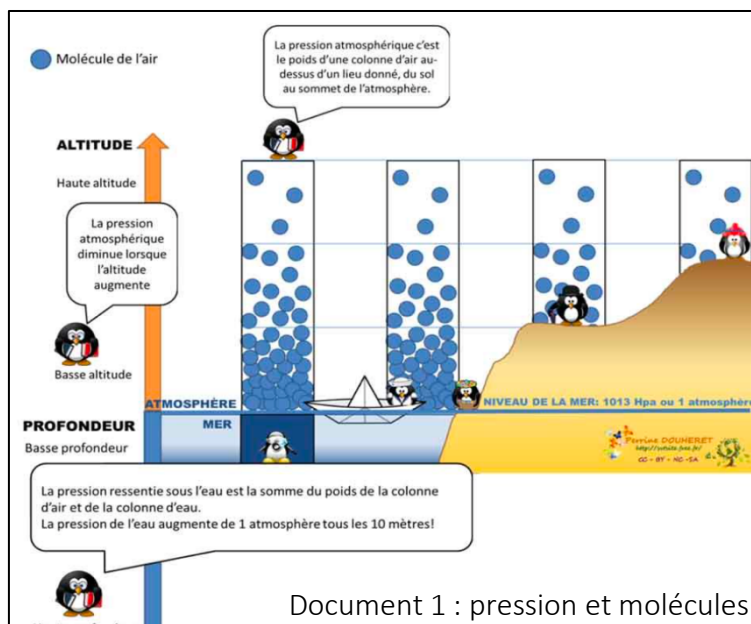 Molécule de l'air
La pression atmosphérique c'est
le poids d'une colonne d'air au-
dessus d'un lieu donné, du sol
au sommet de l'atmosphère.
ALTITUDE
Haute altitude
La pression
atmosphérique
diminue lorsque
l'altitude
augmente
Basse altitude
ATMOSPHÈRE
NIVEAU DE LA MER: 1013 Hpa ou 1 atmosphère
PROFONDEUR
MER
Basse profondeur
Perrine DOUHERET
CC - BY - NC - SA
La pression ressentie sous l'eau est la somme du poids de la colonne
d'air et de la colonne d'eau.
La pression de l'eau augmente de 1 atmosphère tous les 10 mètres!
Document 1 : pression et molécules